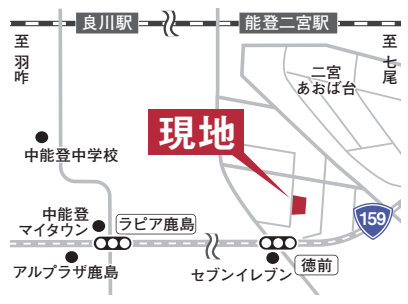 良川駅
能登二宮駅
至
羽咋
至
七尾
二宮
あおば台
現地
中能登中学校
中能登
マイタウン
ラピア鹿島
159
アルプラザ鹿島
セブンイレブン
徳前